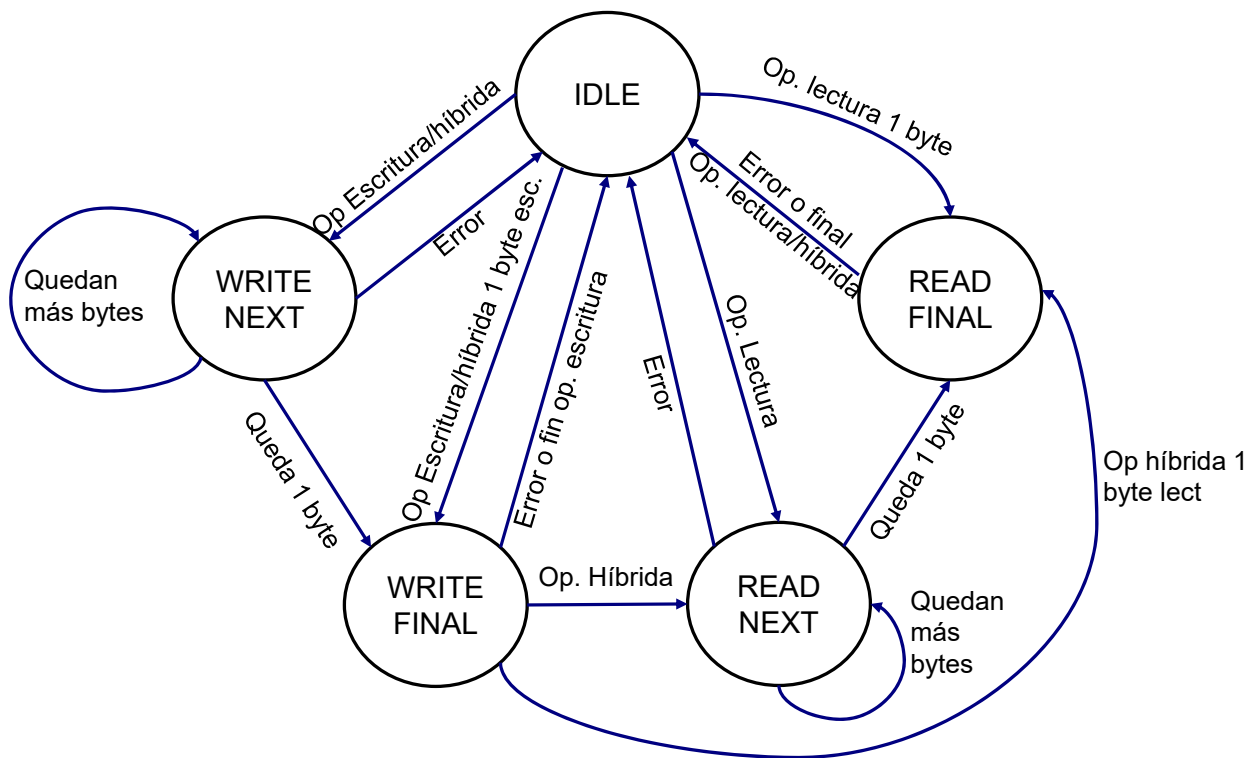 IDLE
Op. lectura 1 byte
Op Escritura/híbrida
Error
Op Escritura/híbrida 1 byte esc.
Error o fin op. escritura
Error
Op. Lectura
Error o final
Op. lectura/híbrida
Quedan
más bytes
WRITE
NEXT
READ
FINAL
Queda 1 byte
Queda 1 byte
Op híbrida 1
byte lect
WRITE
FINAL
Op. Híbrida
READ
NEXT
Quedan
más
bytes